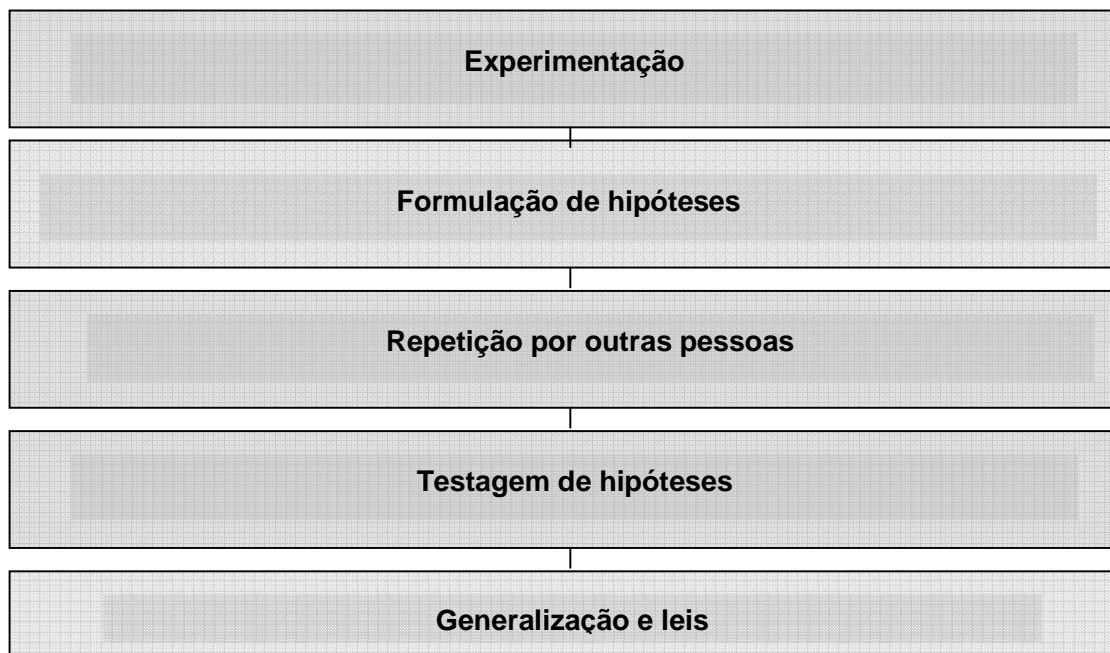 Experimentação
Formulação de hipóteses
Repetição por outras pessoas
Testagem de hipóteses
Generalização e leis